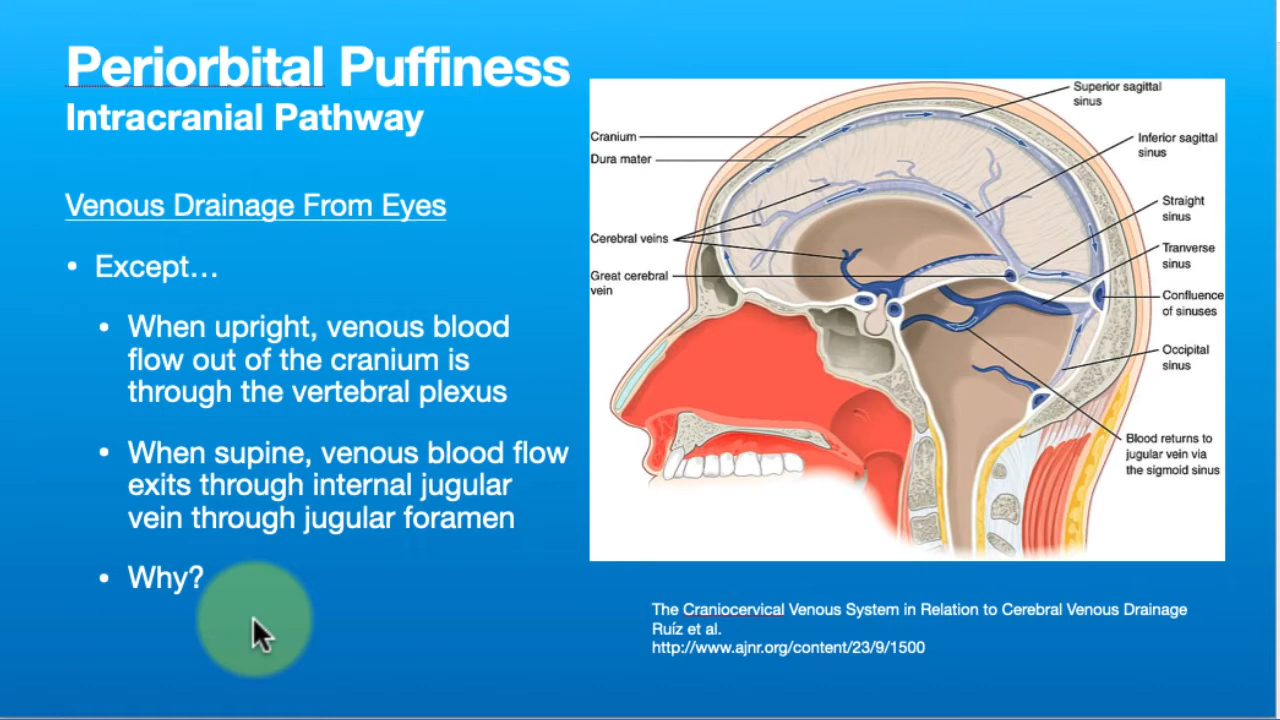 Periorbital Puffiness
Intracranial Pathway
Venous Drainage From Eyes
• Except…
• When upright, venous blood
flow out of the cranium is
through the vertebral plexus
• When supine, venous blood flow
exits through internal jugular
vein through jugular foramen
• Why?
Cranium
Dura mater
Cerebral veins
Great cerebral
vein
Superior sagittal
sinus
Inferior sagittal
sinus
Straight
sinus
Tranverse
sinus
Confluence
of sinuses
Occipital
sinus
Blood returns to
jugular vein via
the sigmoid sinus
The Craniocervical Venous System in Relation to Cerebral Venous Drainage
Ruíz et al.
http://www.ajnr.org/content/23/9/1500